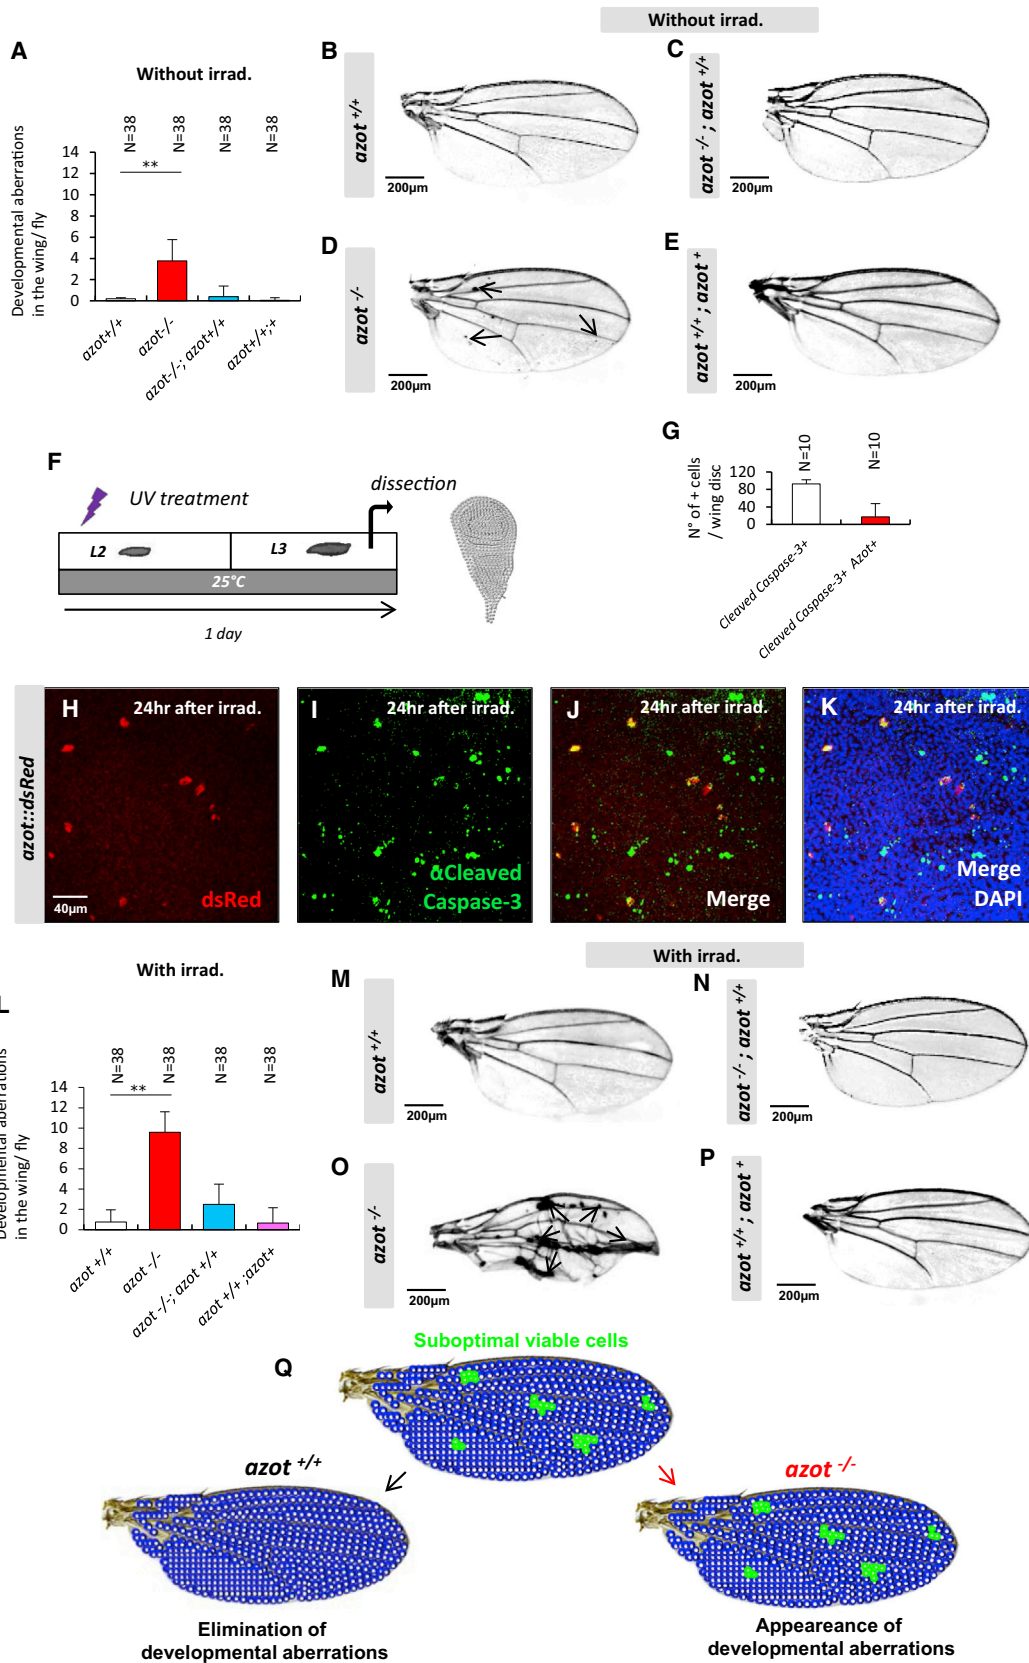 Without irrad.
A
Without irrad.
N=38
N=38
N=38
N=38
**
Developmental aberrations
in the wing/ fly
14
12
10
8
6
4
2
0
azot+/+
azot-/-
azot-/-; azot+/+
azot+/+;+
B
azot +/+
200µm
C
azot -/-; azot +/+
200µm
D
azot -/-
200µm
E
azot +/+; azot +
200µm
F
UV treatment
dissection
L2
L3
25°C
1 day
G
N=10
N=10
N° of + cells
/ wing disc
120
80
40
0
Cleaved Caspase-3+
Cleaved Caspase-3+ Azot+
azot::dsRed
H
24hr after irrad.
40µm
dsRed
I
24hr after irrad.
αCleaved
Caspase-3
J
24hr after irrad.
Merge
K
24hr after irrad.
Merge
DAPI
With irrad.
L
With irrad.
N=38
N=38
N=38
N=38
**
Developmental aberrations
in the wing/ fly
14
12
10
8
6
4
2
0
azot +/+
azot -/-
azot -/-; azot +/+
azot +/+ ;azot+
M
azot +/+
200µm
N
azot -/-; azot +/+
200µm
O
azot -/-
200µm
P
azot +/+; azot +
200µm
Q
Suboptimal viable cells
azot +/+
azot -/-
Elimination of
developmental aberrations
Appeareance of
developmental aberrations